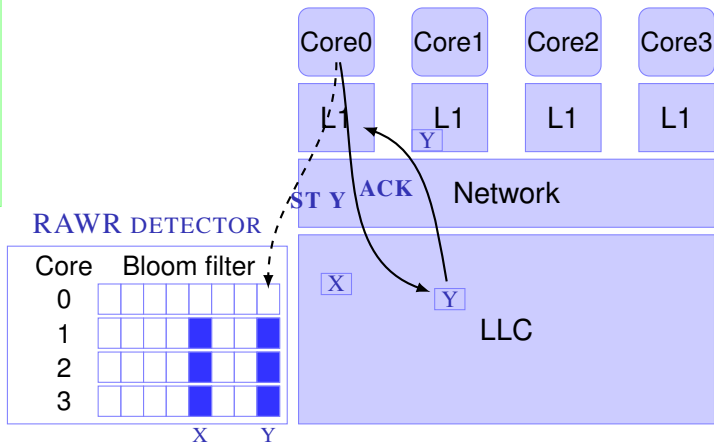 Core0 Core1 Core2 Core3
L1 L1 L1 L1
Y
ST Y ACK Network
RAWR DETECTOR
Core Bloom filter
0
1
2
3
X Y
X
Y
LLC